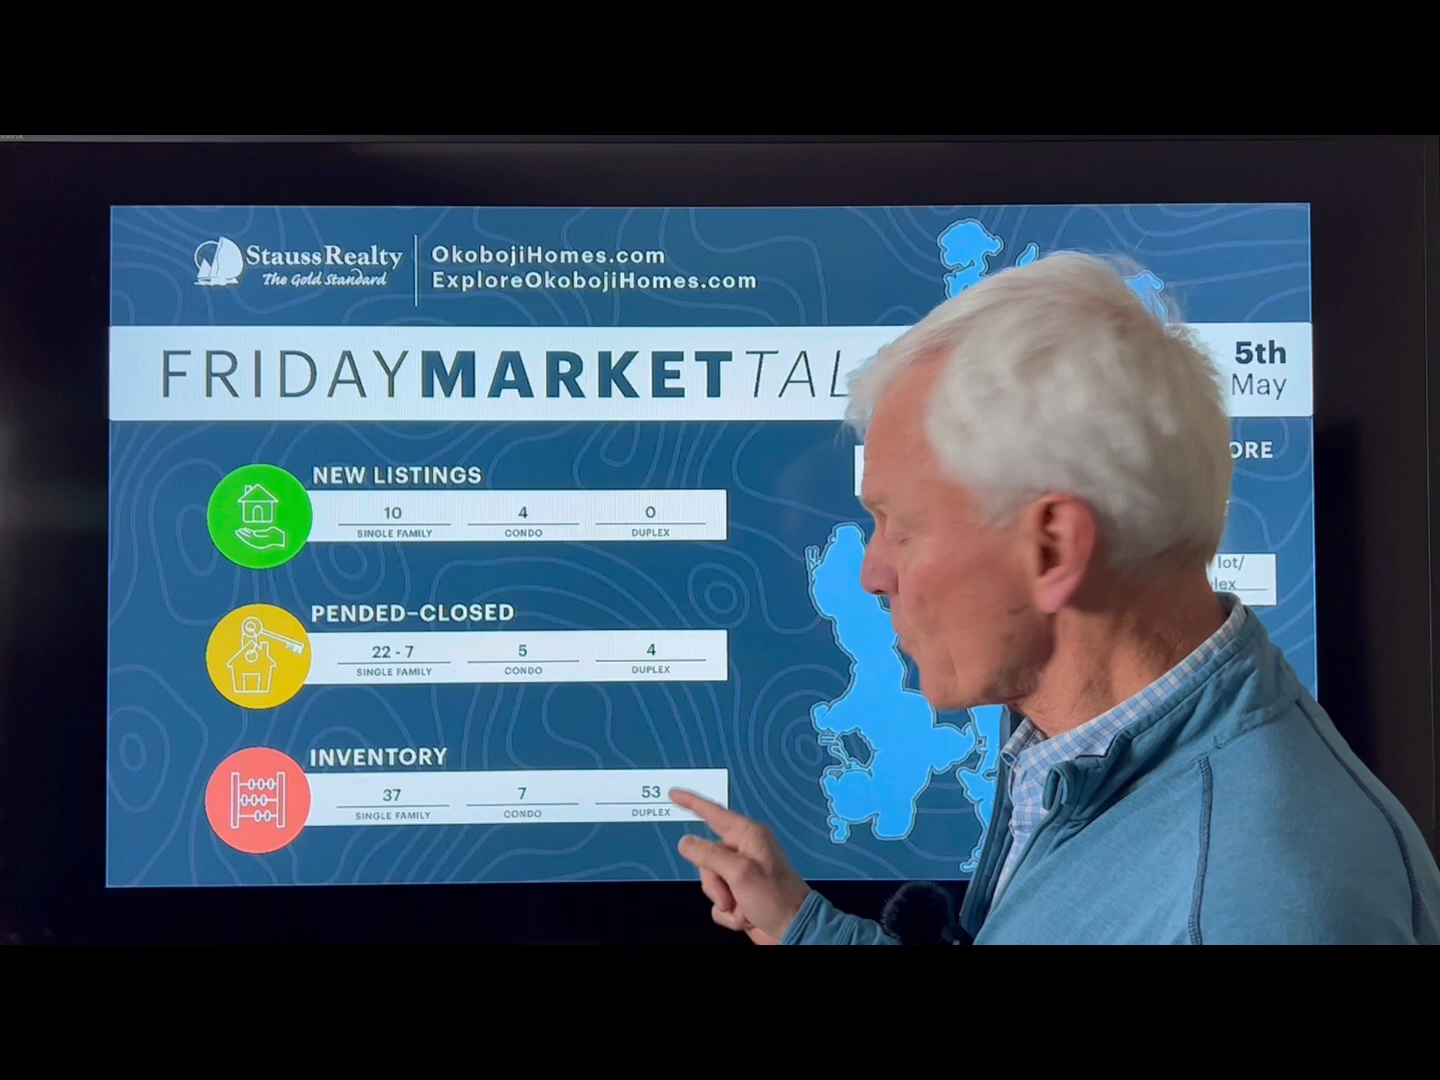 StaussRealty
The Gold Standard
OkobojiHomes.com
ExploreOkobojiHomes.com
FRIDAYMARKETTAL
5th
May
NEW LISTINGS
10 4 0
SINGLE FAMILY CONDO DUPLEX
PENDED-CLOSED
22 - 7 5 4
SINGLE FAMILY CONDO DUPLEX
INVENTORY
37 7 53
SINGLE FAMILY CONDO DUPLEX
ORE
lot/
lex